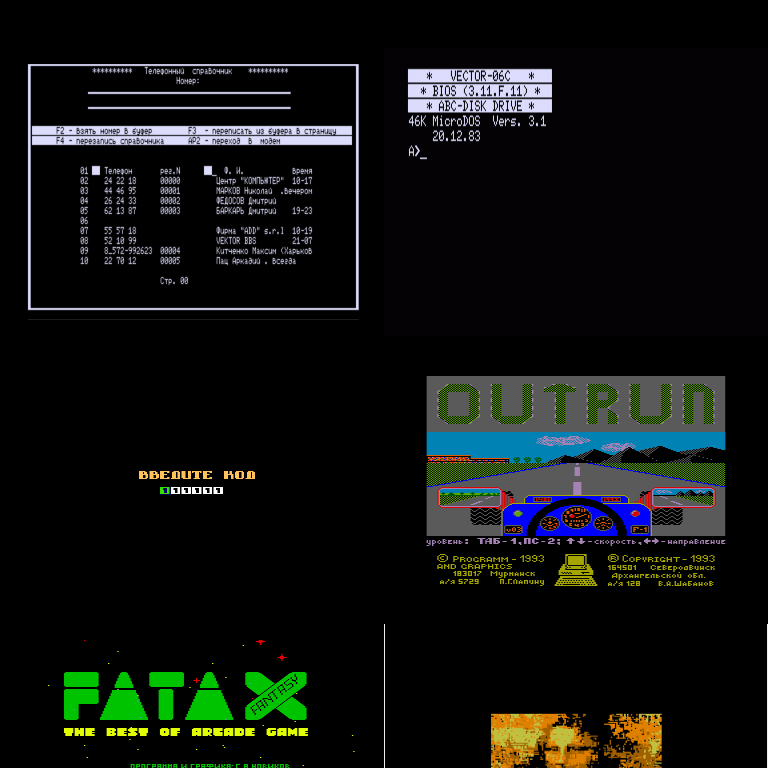 ********** Телефонный справочник **********
Номер:
F2 - Взять номер в буфер F3 - переписать из буфера в страницу
F4 - перезапись справочника АР2 - переход в модем
01 Телефон рег.N Ф. И. Время
02 24 22 18 00000 Центр "КОМПЬЮТЕР" 10-17
03 44 46 95 00001 МАРКОВ Николай .Вечером
04 26 24 33 00002 ФЕДОСОВ Дмитрий
05 62 13 87 00003 БАРКАРЬ Дмитрий 19-23
06
07 55 57 18 Фирма "ADD" s.r.l 10-19
08 52 10 99 VEKTOR BBS 21-07
09 8_572-992623 00004 Китченко Максим (Харьков
10 22 70 12 00005 Пац Аркадий . Всегда
Стр. 00
* VECTOR-06C *
* BIOS (3.11.F.11) *
* ABC-DISK DRIVE *
46K MicroDOS Vers. 3.1
20.12.83
A>_
ВВЕДИТЕ КОД
1111111
OUTRUN
v03 P-1
уровень: ТАБ-1,ПС-2; ↑↓-скорость,↔-направление
© PROGRAMM - 1993
AND GRAPHICS
183017 Мурманск
а/я 5729 П.Слапину
® COPYRIGHT - 1993
164501 Северодвинск
Архангельской обл.
а/я 128 В.А.Шабанов
FATAX
FANTASY
THE BEST OF ARCADE GAME
ПРОГРАММА И ГРАФИКА: С.А.НОВИКОВ